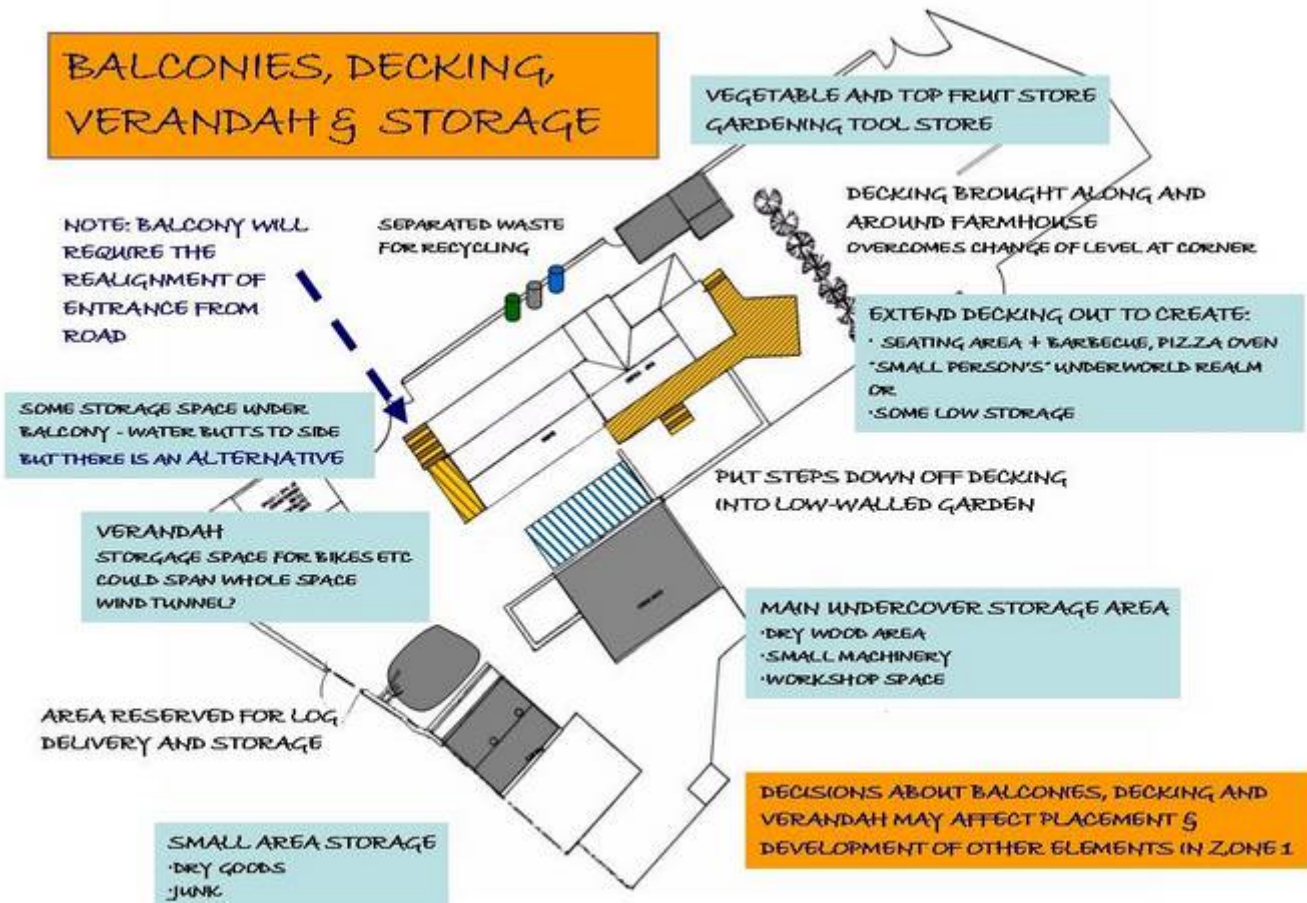 BALCONIES, DECKING,
VERANDAH & STORAGE
VEGETABLE AND TOP FRUIT STORE
GARDENING TOOL STORE
NOTE: BALCONY WILL
REQUIRE THE
REALIGNMENT OF
ENTRANCE FROM
ROAD
SEPARATED WASTE
FOR RECYCLING
DECKING BROUGHT ALONG AND
AROUND FARMHOUSE
OVERCOMES CHANGE OF LEVEL AT CORNER
EXTEND DECKING OUT TO CREATE:
· SEATING AREA + BARBECUE, PIZZA OVEN
"SMALL PERSON'S" UNDERWORLD REALM
OR
·SOME LOW STORAGE
SOME STORAGE SPACE UNDER
BALCONY - WATER BUTTS TO SIDE
BUT THERE IS AN ALTERNATIVE
PUT STEPS DOWN OFF DECKING
INTO LOW-WALLED GARDEN
VERANDAH
STORGAGE SPACE FOR BIKES ETC
COULD SPAN WHOLE SPACE
WIND TUNNEL?
MAIN UNDERCOVER STORAGE AREA
·DRY WOOD AREA
·SMALL MACHINERY
·WORKSHOP SPACE
AREA RESERVED FOR LOG
DELIVERY AND STORAGE
DECISIONS ABOUT BALCONIES, DECKING AND
VERANDAH MAY AFFECT PLACEMENT &
DEVELOPMENT OF OTHER ELEMENTS IN ZONE 1
SMALL AREA STORAGE
·DRY GOODS
·JUNK